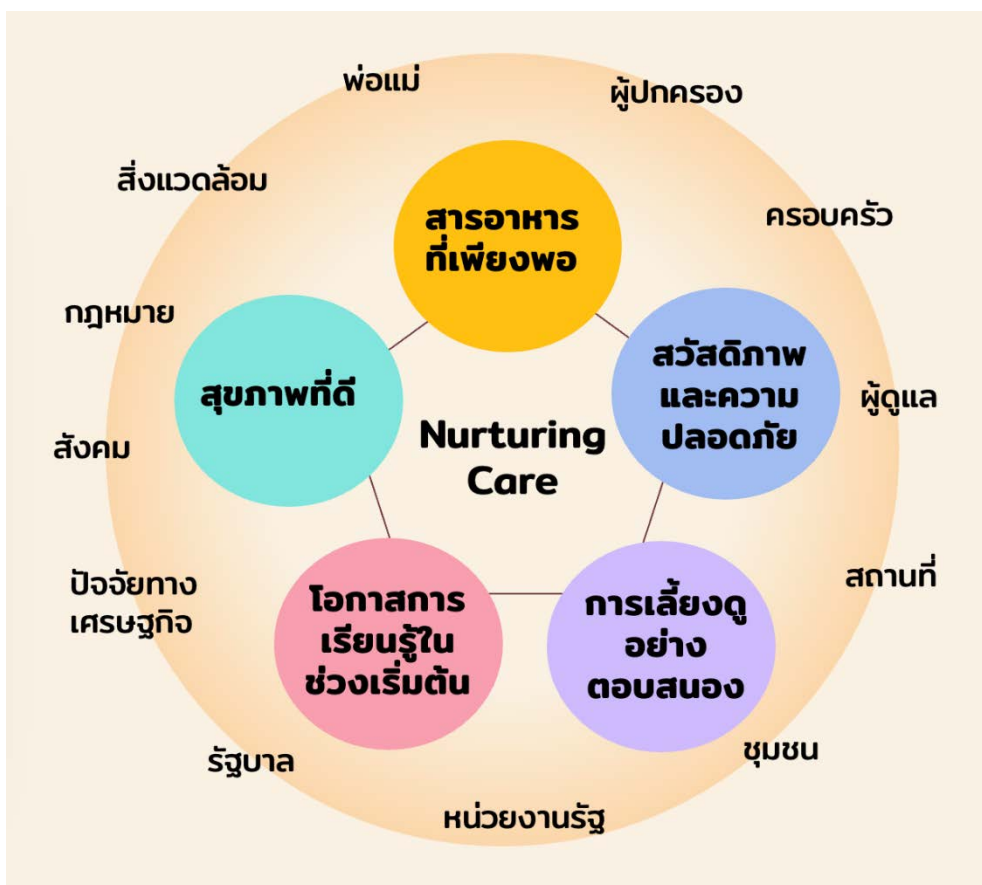 พ่อแม่
ผู้ปกครอง
สิ่งแวดล้อม
ครอบครัว
สารอาหาร
ที่เพียงพอ
กฎหมาย
สุขภาพที่ดี
สวัสดิภาพ
และความ
ปลอดภัย
ผู้ดูแล
สังคม
Nurturing
Care
ปัจจัยทาง
เศรษฐกิจ
สถานที่
โอกาสการ
เรียนรู้ใน
ช่วงเริ่มต้น
การเลี้ยงดู
อย่าง
ตอบสนอง
รัฐบาล
ชุมชน
หน่วยงานรัฐ